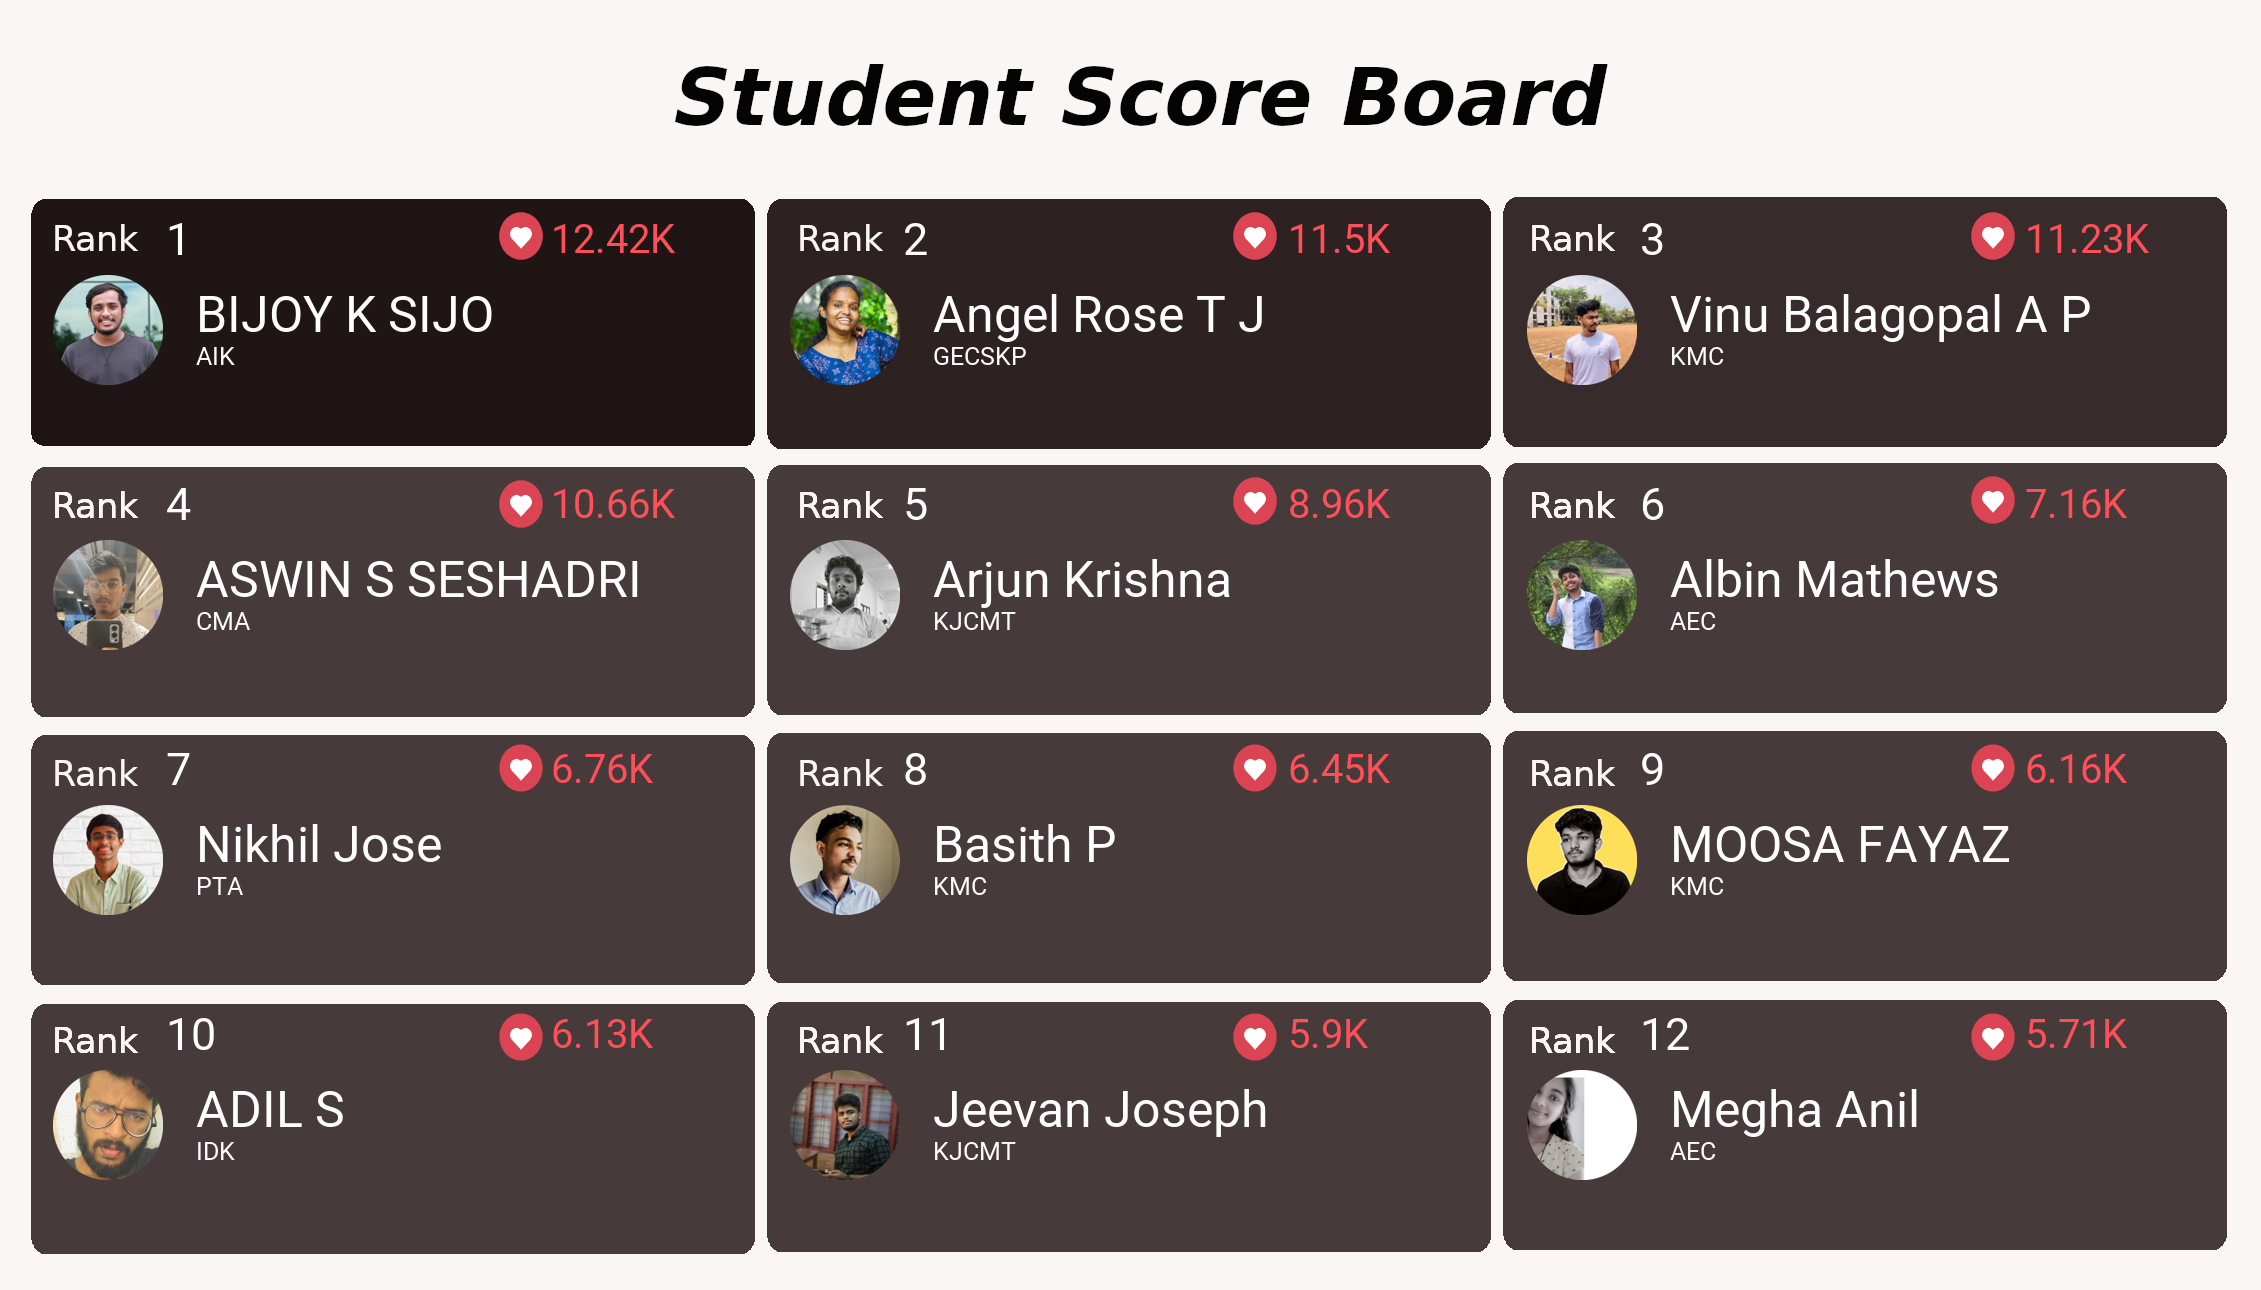 Student Score Board
Rank 1 12.42K
BIJOY K SIJO
AIK
Rank 2 11.5K
Angel Rose T J
GECSKP
Rank 3 11.23K
Vinu Balagopal A P
KMC
Rank 4 10.66K
ASWIN S SESHADRI
CMA
Rank 5 8.96K
Arjun Krishna
KJCMT
Rank 6 7.16K
Albin Mathews
AEC
Rank 7 6.76K
Nikhil Jose
PTA
Rank 8 6.45K
Basith P
KMC
Rank 9 6.16K
MOOSA FAYAZ
KMC
Rank 10 6.13K
ADIL S
IDK
Rank 11 5.9K
Jeevan Joseph
KJCMT
Rank 12 5.71K
Megha Anil
AEC